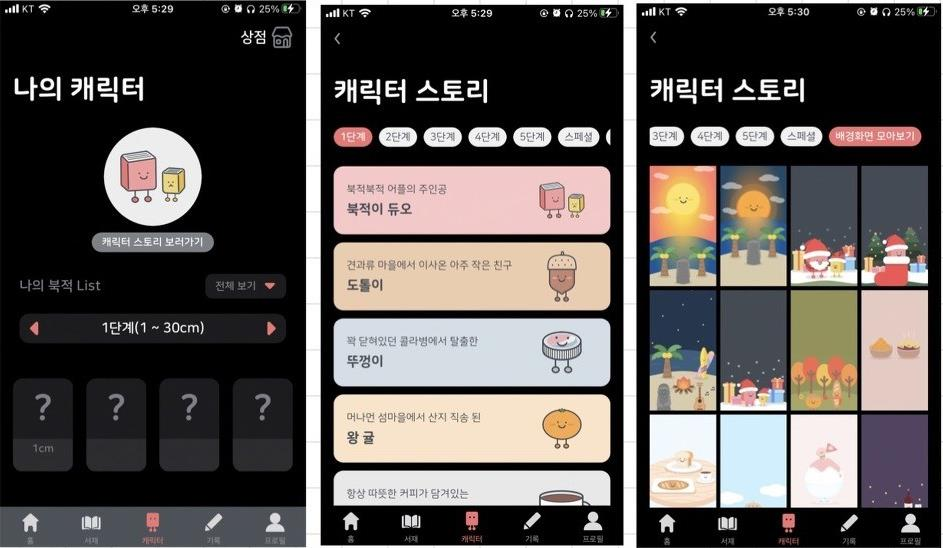 KT
오후 5:29
25%
상점
나의 캐릭터
캐릭터 스토리 보러가기
나의 북적 List
전체 보기
1단계(1 ~ 30cm)
? ? ? ?
1cm
홈 서재 캐릭터 기록 프로필
KT
오후 5:29
25%
캐릭터 스토리
1단계 2단계 3단계 4단계 5단계 스페셜
북적북적 어플의 주인공
북적이 듀오
견과류 마을에서 이사온 아주 작은 친구
도톨이
꽉 닫혀있던 콜라병에서 탈출한
뚜껑이
머나먼 섬마을에서 산지 직송 된
왕 귤
항상 따뜻한 커피가 담겨있는
홈 서재 캐릭터 기록 프로필
KT
오후 5:30
25%
캐릭터 스토리
3단계 4단계 5단계 스페셜 배경화면 모아보기
홈 서재 캐릭터 기록 프로필